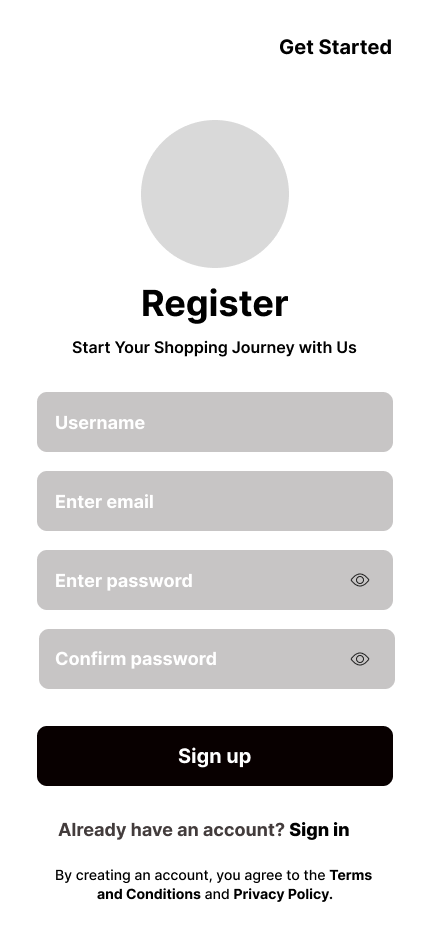 Get Started
Register
Start Your Shopping Journey with Us
Username
Enter email
Enter password
Confirm password
Sign up
Already have an account? Sign in
By creating an account, you agree to the Terms
and Conditions and Privacy Policy.